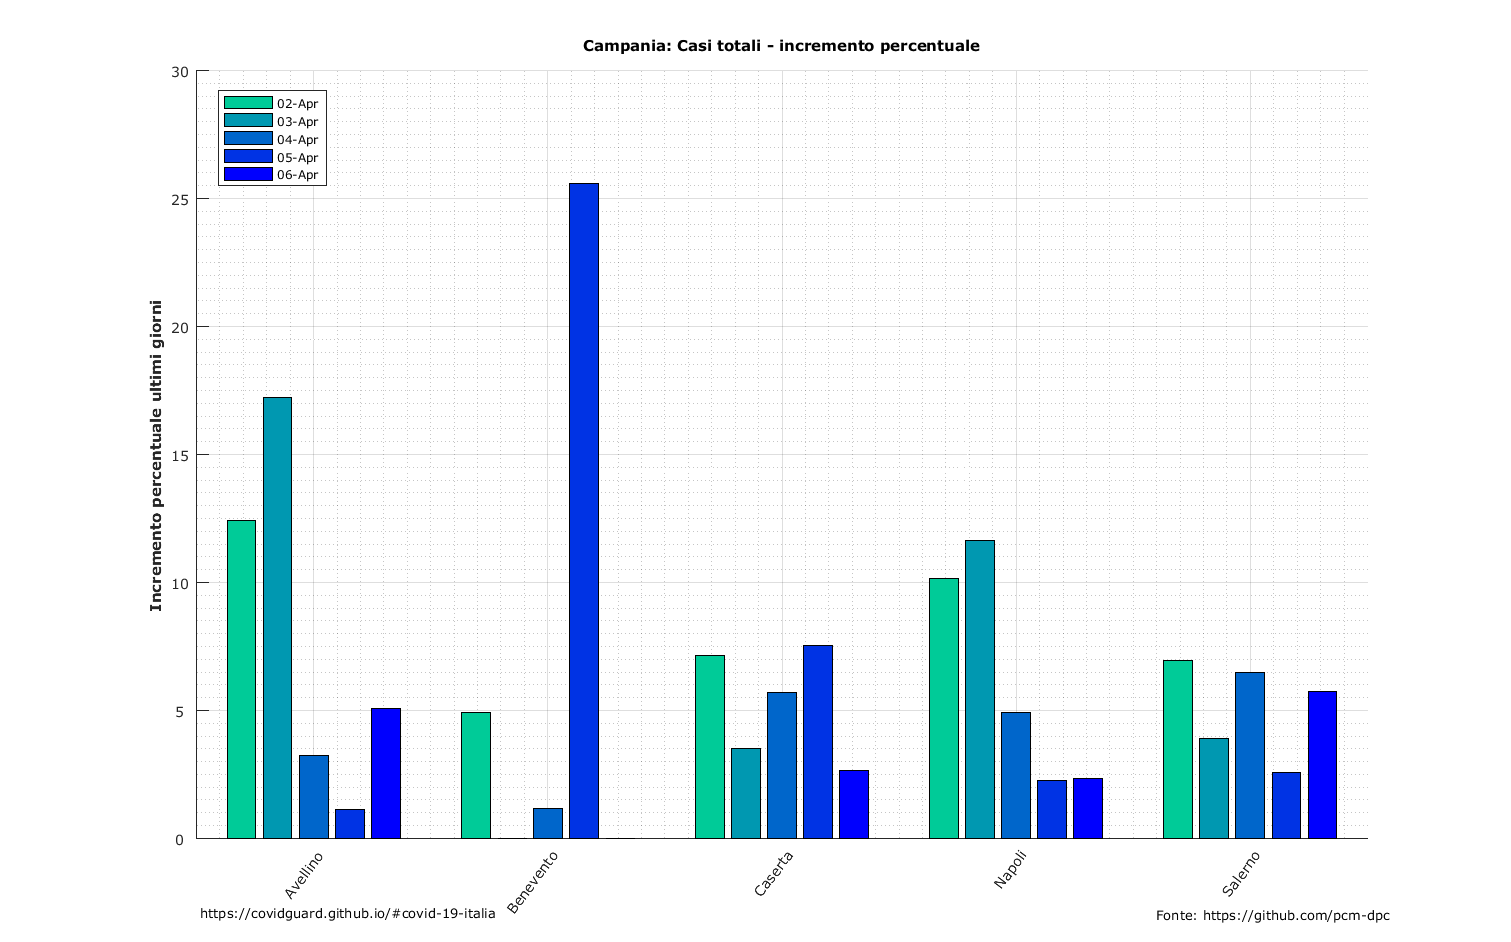 Campania: Casi totali - incremento percentuale
30
25
20
15
10
5
0
Incremento percentuale ultimi giorni
02-Apr
03-Apr
04-Apr
05-Apr
06-Apr
Avellino
Benevento
Caserta
Napoli
Salerno
https://covidguard.github.io/#covid-19-italia
Fonte: https://github.com/pcm-dpc